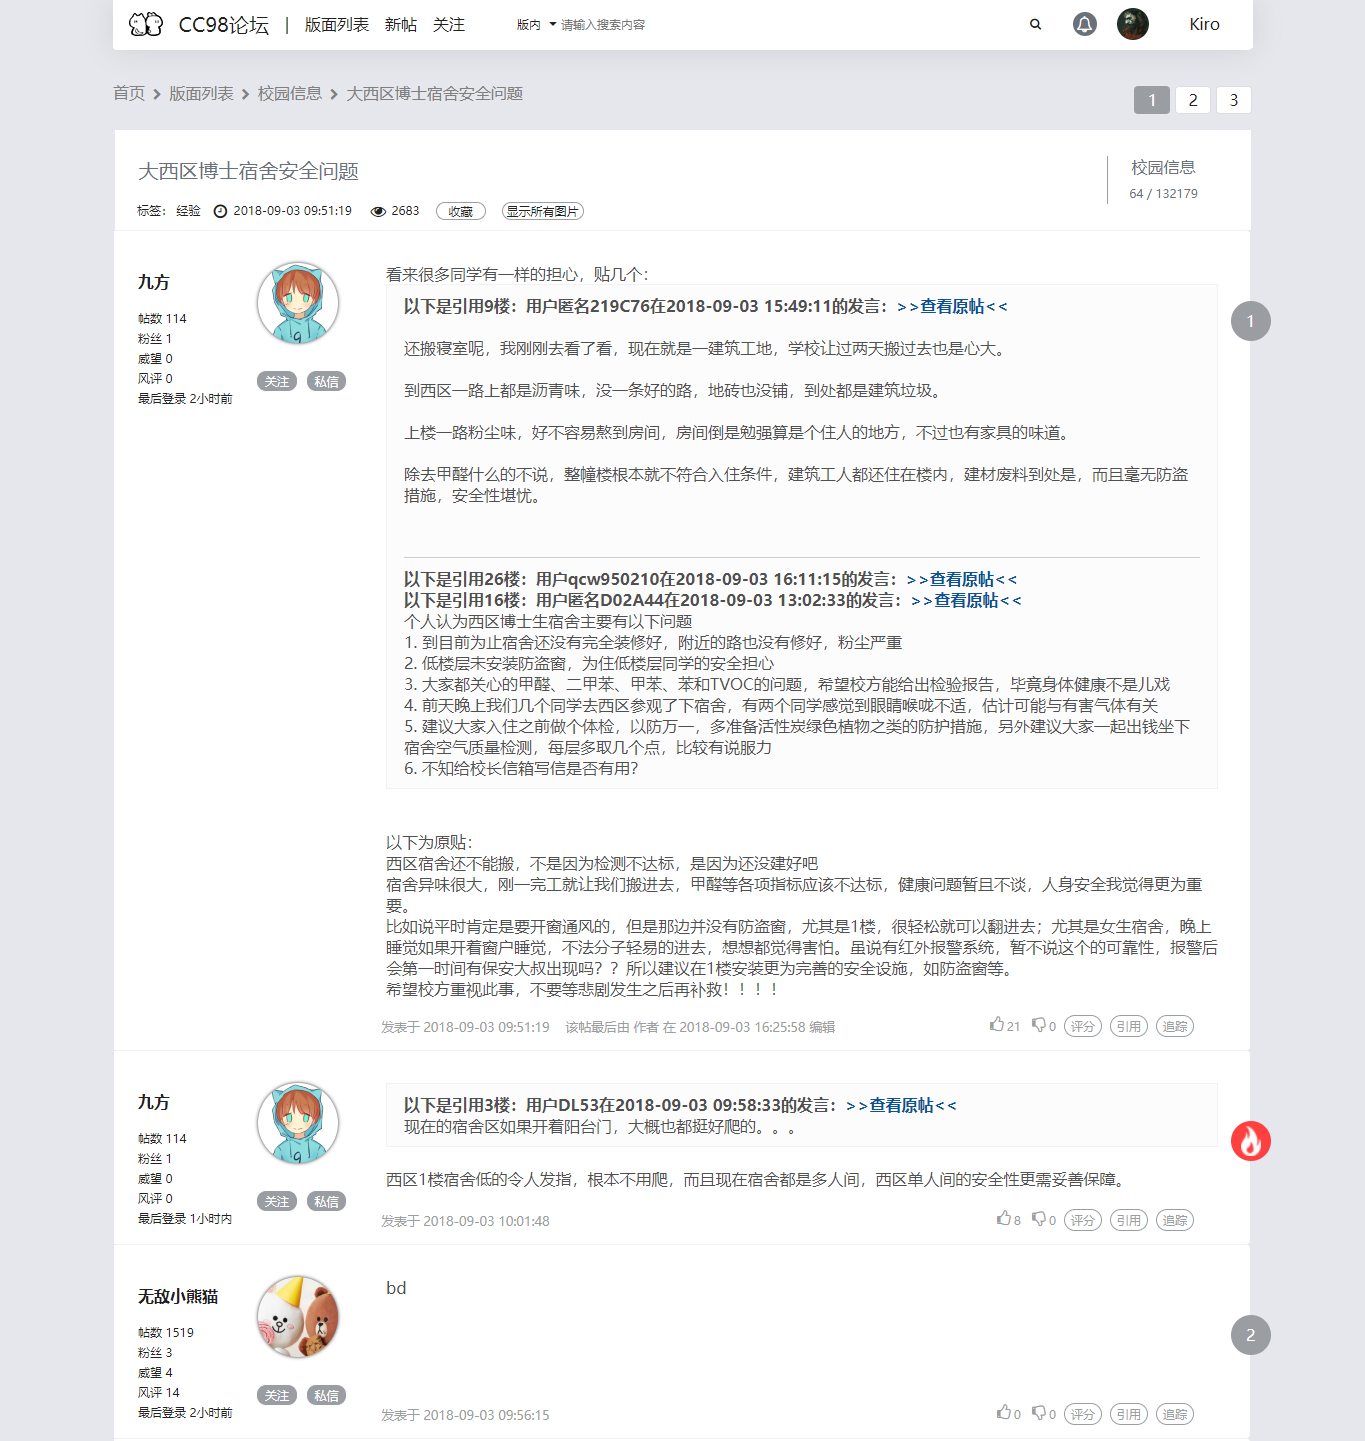 CC98论坛 | 版面列表 新帖 关注 版内 请输入搜索内容 Kiro
首页 > 版面列表 > 校园信息 > 大西区博士宿舍安全问题
1 2 3
大西区博士宿舍安全问题
校园信息
64 / 132179
标签： 经验 2018-09-03 09:51:19 2683 收藏 显示所有图片
九方
帖数 114
粉丝 1
威望 0
风评 0
最后登录 2小时前
关注 私信
1
看来很多同学有一样的担心，贴几个：
以下是引用9楼：用户匿名219C76在2018-09-03 15:49:11的发言：>>查看原帖<<
还搬寝室呢，我刚刚去看了看，现在就是一建筑工地，学校让过两天搬过去也是心大。
到西区一路上都是沥青味，没一条好的路，地砖也没铺，到处都是建筑垃圾。
上楼一路粉尘味，好不容易熬到房间，房间倒是勉强算是个住人的地方，不过也有家具的味道。
除去甲醛什么的不说，整幢楼根本就不符合入住条件，建筑工人都还住在楼内，建材废料到处是，而且毫无防盗
措施，安全性堪忧。
以下是引用26楼：用户qcw950210在2018-09-03 16:11:15的发言：>>查看原帖<<
以下是引用16楼：用户匿名D02A44在2018-09-03 13:02:33的发言：>>查看原帖<<
个人认为西区博士生宿舍主要有以下问题
1. 到目前为止宿舍还没有完全装修好，附近的路也没有修好，粉尘严重
2. 低楼层未安装防盗窗，为住低楼层同学的安全担心
3. 大家都关心的甲醛、二甲苯、甲苯、苯和TVOC的问题，希望校方能给出检验报告，毕竟身体健康不是儿戏
4. 前天晚上我们几个同学去西区参观了下宿舍，有两个同学感觉到眼睛喉咙不适，估计可能与有害气体有关
5. 建议大家入住之前做个体检，以防万一，多准备活性炭绿色植物之类的防护措施，另外建议大家一起出钱坐下
宿舍空气质量检测，每层多取几个点，比较有说服力
6. 不知给校长信箱写信是否有用？
以下为原贴：
西区宿舍还不能搬，不是因为检测不达标，是因为还没建好吧
宿舍异味很大，刚一完工就让我们搬进去，甲醛等各项指标应该不达标，健康问题暂且不谈，人身安全我觉得更为重
要。
比如说平时肯定是要开窗通风的，但是那边并没有防盗窗，尤其是1楼，很轻松就可以翻进去；尤其是女生宿舍，晚上
睡觉如果开着窗户睡觉，不法分子轻易的进去，想想都觉得害怕。虽说有红外报警系统，暂不说这个的可靠性，报警后
会第一时间有保安大叔出现吗？？所以建议在1楼安装更为完善的安全设施，如防盗窗等。
希望校方重视此事，不要等悲剧发生之后再补救！！！！
发表于 2018-09-03 09:51:19 该帖最后由 作者 在 2018-09-03 16:25:58 编辑
21 0 评分 引用 追踪
九方
帖数 114
粉丝 1
威望 0
风评 0
最后登录 1小时内
关注 私信
以下是引用3楼：用户DL53在2018-09-03 09:58:33的发言：>>查看原帖<<
现在的宿舍区如果开着阳台门，大概也都挺好爬的。。。
西区1楼宿舍低的令人发指，根本不用爬，而且现在宿舍都是多人间，西区单人间的安全性更需妥善保障。
发表于 2018-09-03 10:01:48
8 0 评分 引用 追踪
无敌小熊猫
帖数 1519
粉丝 3
威望 4
风评 14
最后登录 2小时前
关注 私信
bd
2
发表于 2018-09-03 09:56:15
0 0 评分 引用 追踪